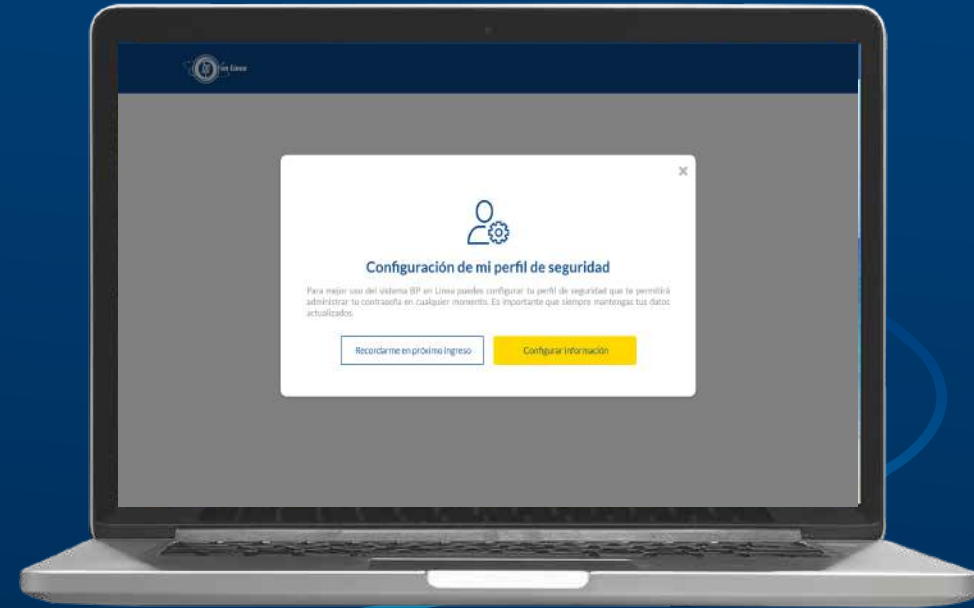 en Línea
Configuración de mi perfil de seguridad
Para mejor uso del sistema BP en Línea puedes configurar tu perfil de seguridad que te permitirá
administrar tu contraseña en cualquier momento. Es importante que siempre mantengas tus datos
actualizados.
Recordarme en próximo ingreso
Configurar información